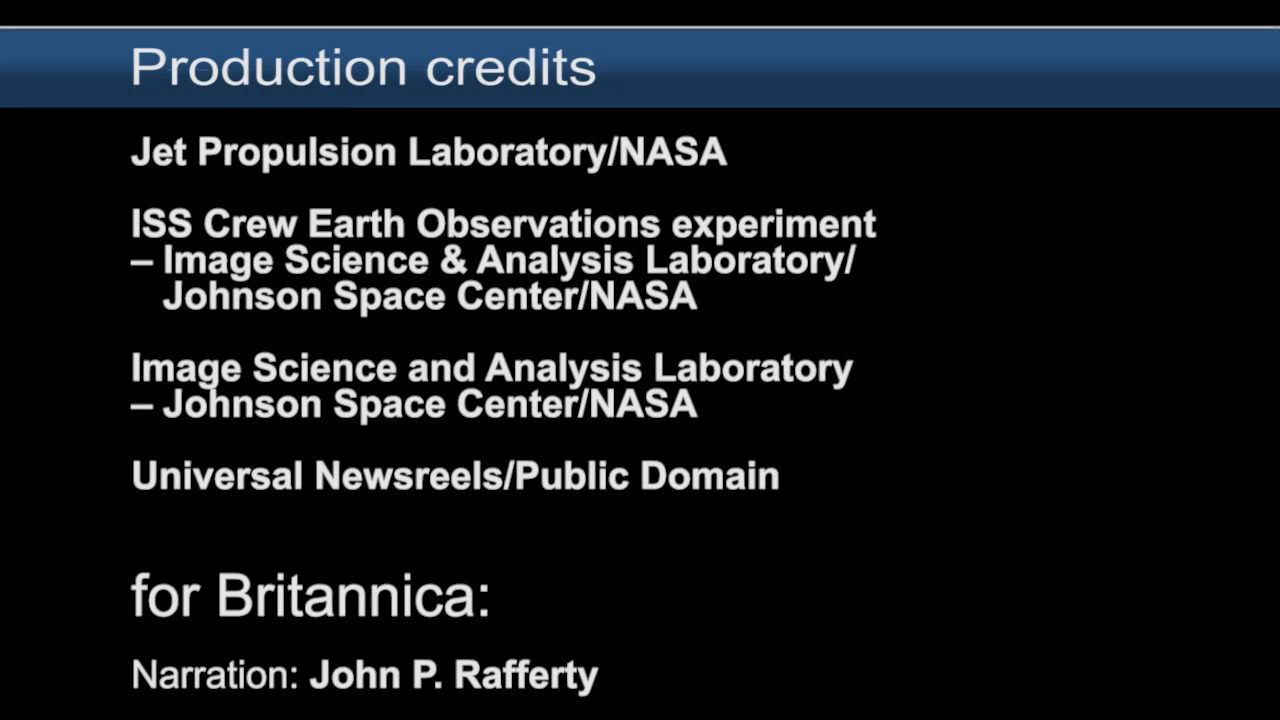 Production credits
Jet Propulsion Laboratory/NASA
ISS Crew Earth Observations experiment
– Image Science & Analysis Laboratory/
Johnson Space Center/NASA
Image Science and Analysis Laboratory
– Johnson Space Center/NASA
Universal Newsreels/Public Domain
for Britannica:
Narration: John P. Rafferty